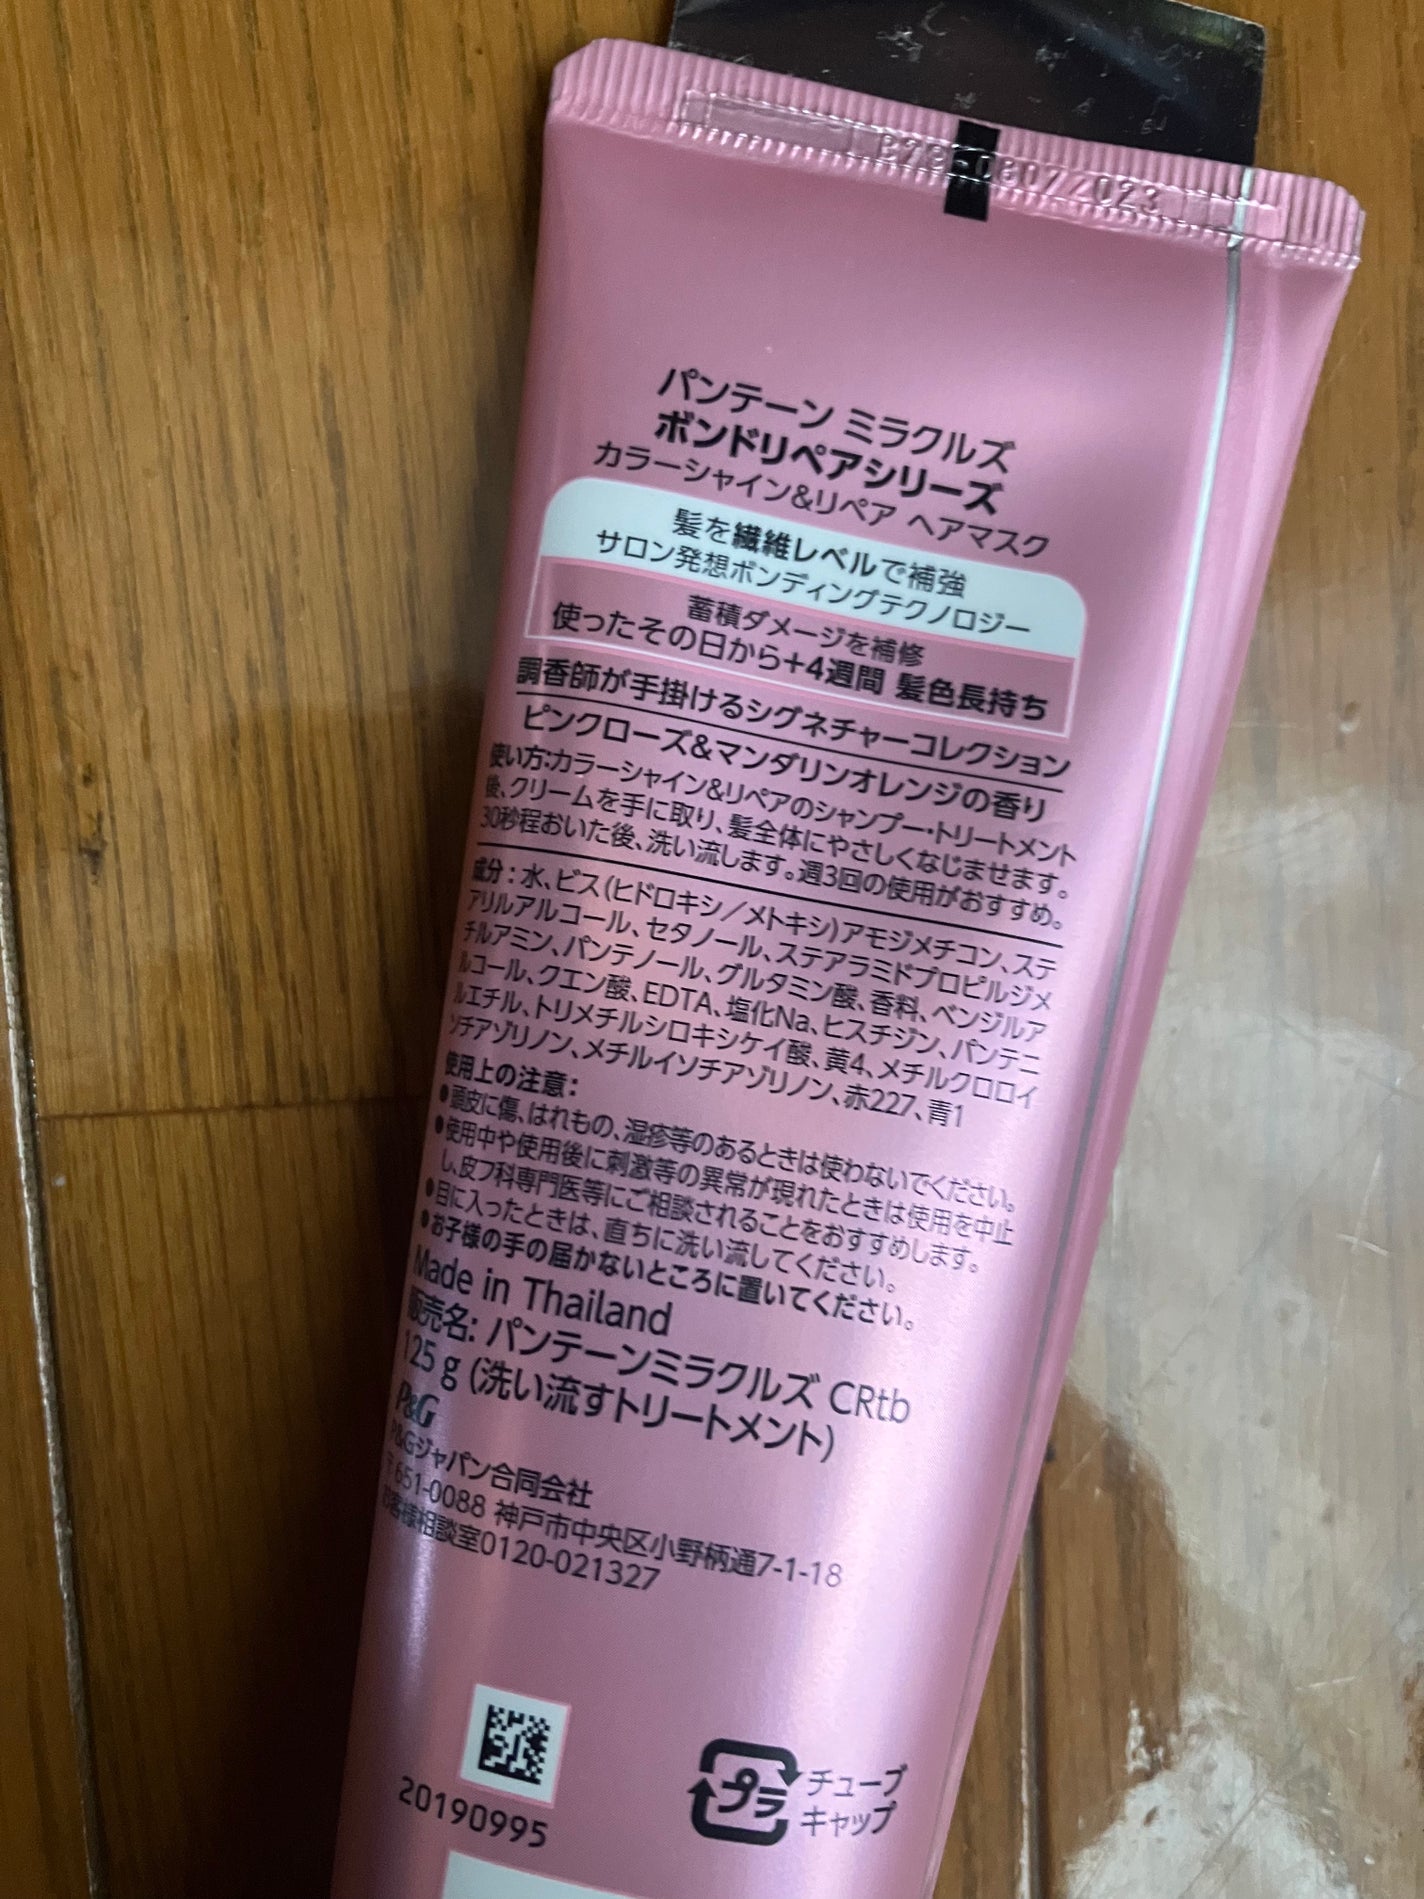 パンテーン ミラクルズ
ボンドリペアシリーズ
カラーシャイン&リペア ヘアマスク
髪を繊維レベルで補強
サロン発想ボンディングテクノロジー
蓄積ダメージを補修
使ったその日から+4週間 髪色長持ち
調香師が手掛けるシグネチャーコレクション
ピンクローズ&マンダリンオレンジの香り
使い方:カラーシャイン&リペアのシャンプー・トリートメント
後、クリームを手に取り、髪全体にやさしくなじませます。
30秒程おいた後、洗い流します。週3回の使用がおすすめ。
成分：水、ビス(ヒドロキシ／メトキシ)アモジメチコン、ステ
アリルアルコール、セタノール、ステアラミドプロピルジメ
チルアミン、パンテノール、グルタミン酸、香料、ベンジルア
ルコール、クエン酸、EDTA、塩化Na、ヒスチジン、パンテニ
ルエチル、トリメチルシロキシケイ酸、黄4、メチルクロロイ
ソチアゾリノン、メチルイソチアゾリノン、赤227、青1
使用上の注意：
●頭皮に傷、はれもの、湿疹等のあるときは使わないでください。
●使用中や使用後に刺激等の異常が現れたときは使用を中止
し、皮フ科専門医等にご相談されることをおすすめします。
●目に入ったときは、直ちに洗い流してください。
●お子様の手の届かないところに置いてください。
Made in Thailand
販売名: パンテーンミラクルズ CRtb
125 g (洗い流すトリートメント)
P&G
P&Gジャパン合同会社
〒651-0088 神戸市中央区小野柄通7-1-18
お客様相談室0120-021327
20190995
プラ
チューブ
キャップ